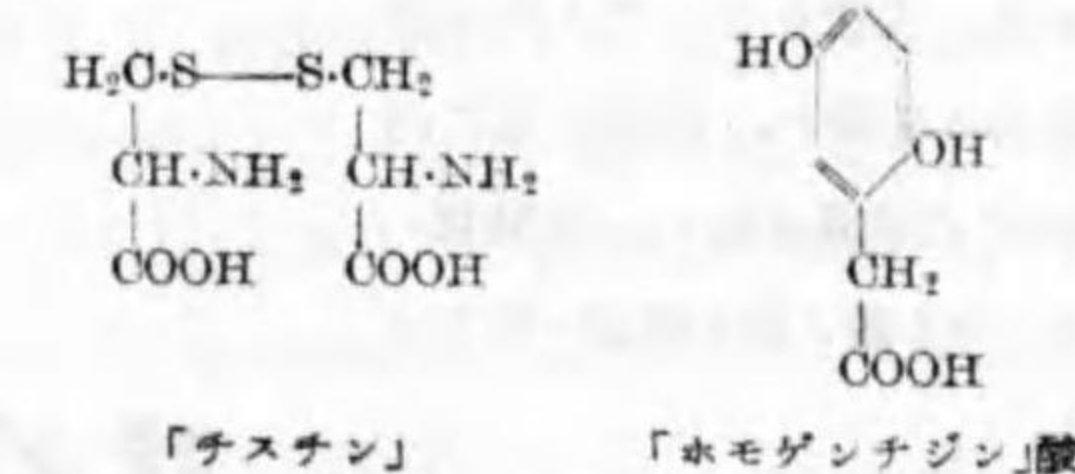 H₂C·S——S·CH₂
CH·NH₂ CH·NH₂
COOH COOH
「チスチン」
HO
OH
CH₂
COOH
「ホモゲンチジン」酸